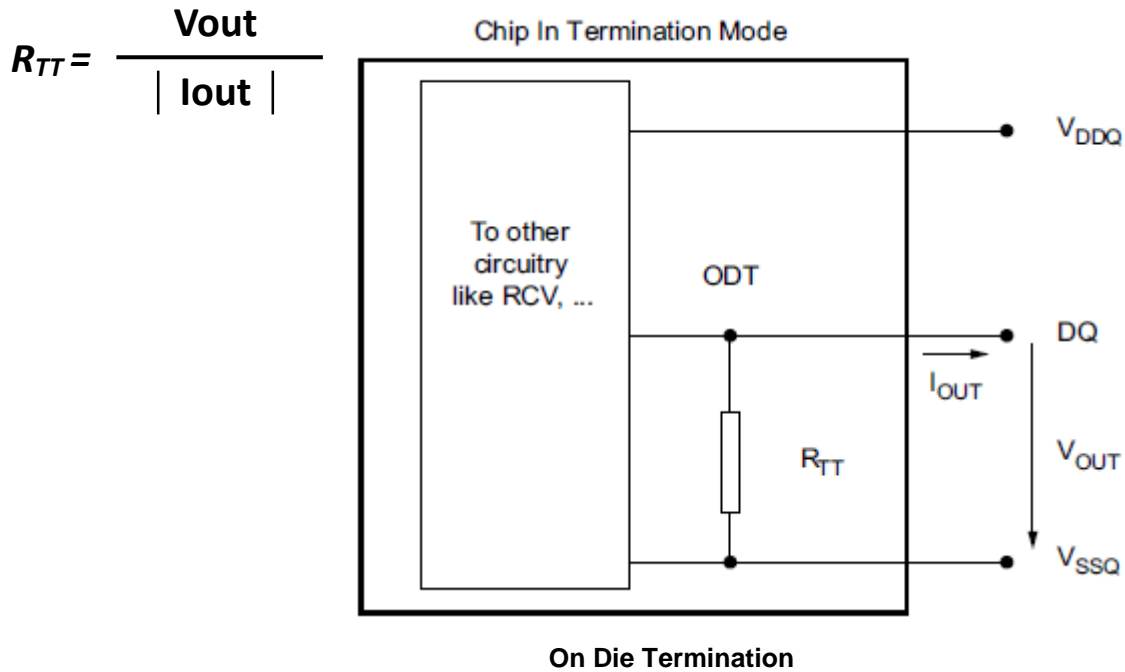 R_TT = Vout
| Iout |
Chip In Termination Mode
V_DDQ
To other
circuitry
like RCV, ...
ODT
DQ
I_OUT
R_TT
V_OUT
V_SSQ
On Die Termination